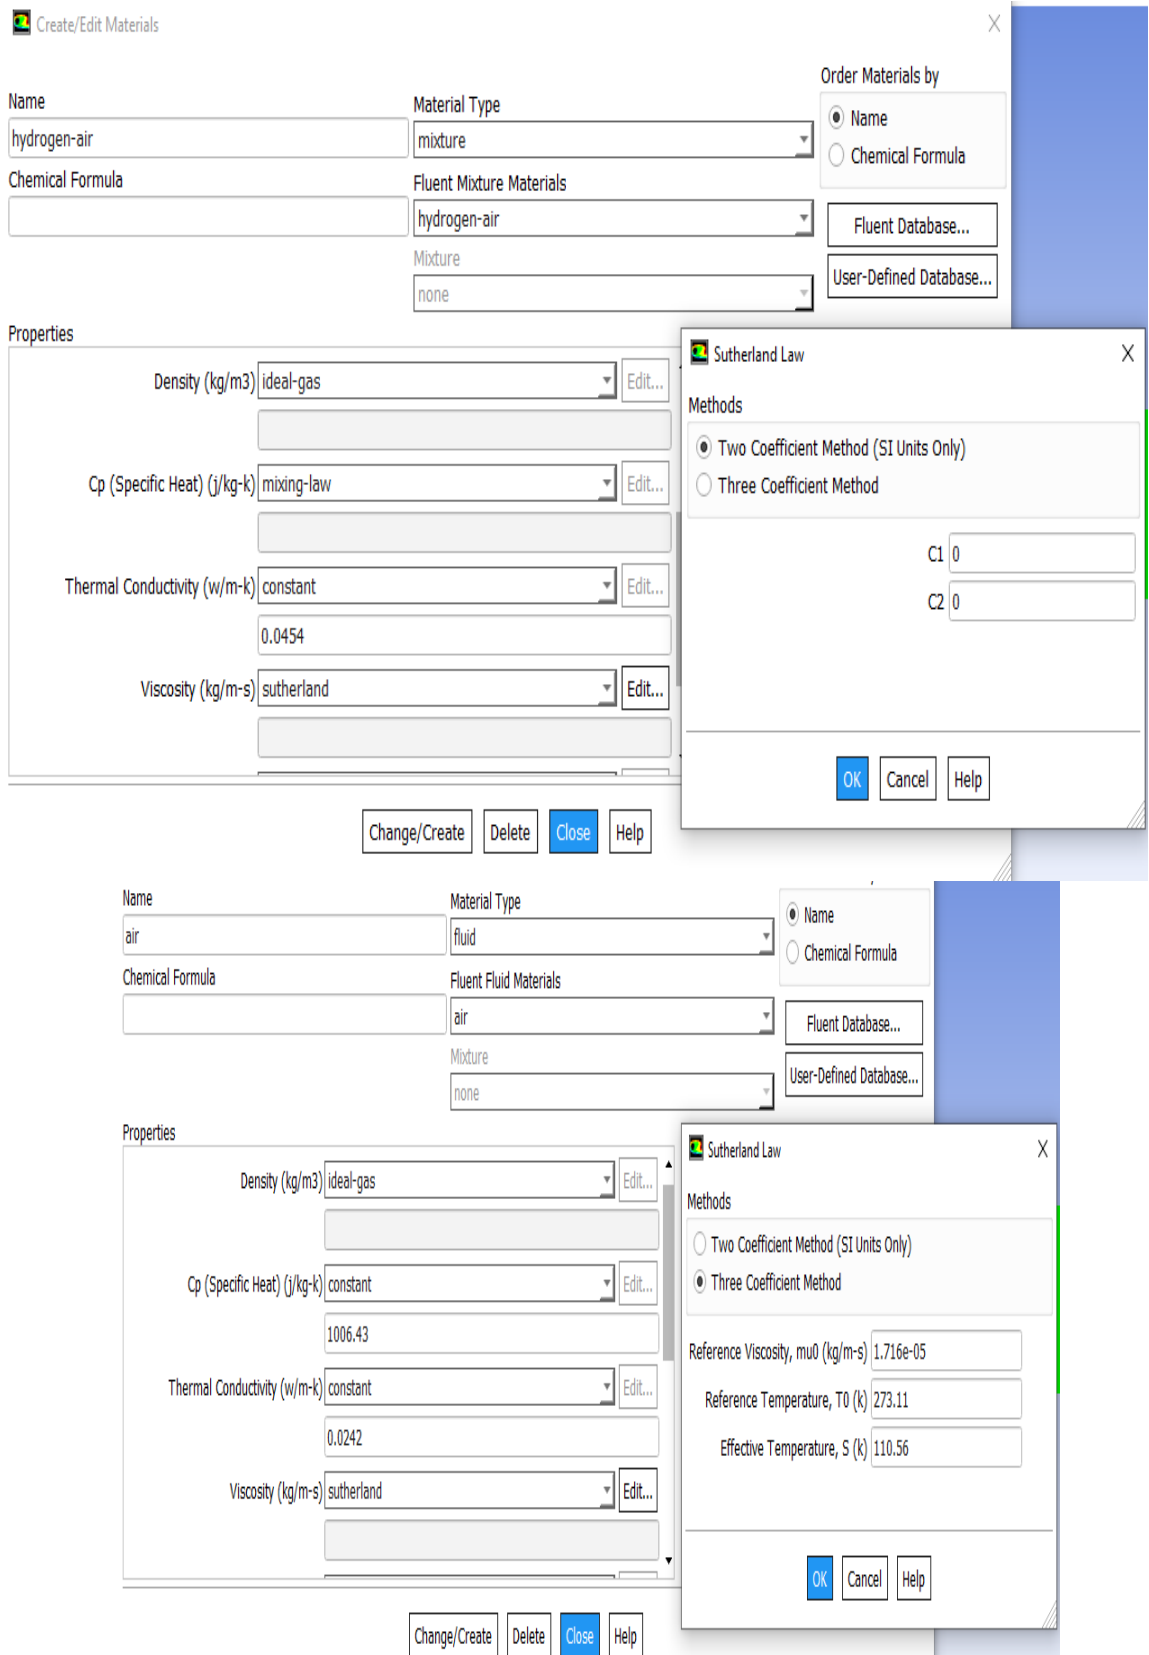 Create/Edit Materials
X
Order Materials by
Name
Material Type
Name
hydrogen-air
mixture
Chemical Formula
Chemical Formula
Fluent Mixture Materials
hydrogen-air
Fluent Database...
Mixture
none
User-Defined Database...
Properties
Density (kg/m3) ideal-gas Edit...
Cp (Specific Heat) (j/kg-k) mixing-law Edit...
Thermal Conductivity (w/m-k) constant Edit...
0.0454
Viscosity (kg/m-s) sutherland Edit...
Change/Create Delete Close Help
Sutherland Law X
Methods
Two Coefficient Method (SI Units Only)
Three Coefficient Method
C1 0
C2 0
OK Cancel Help
Name
Material Type
Name
air
fluid
Chemical Formula
Chemical Formula
Fluent Fluid Materials
air
Fluent Database...
Mixture
none
User-Defined Database...
Properties
Density (kg/m3) ideal-gas Edit...
Cp (Specific Heat) (j/kg-k) constant Edit...
1006.43
Thermal Conductivity (w/m-k) constant Edit...
0.0242
Viscosity (kg/m-s) sutherland Edit...
Change/Create Delete Close Help
Sutherland Law X
Methods
Two Coefficient Method (SI Units Only)
Three Coefficient Method
Reference Viscosity, mu0 (kg/m-s) 1.716e-05
Reference Temperature, T0 (k) 273.11
Effective Temperature, S (k) 110.56
OK Cancel Help